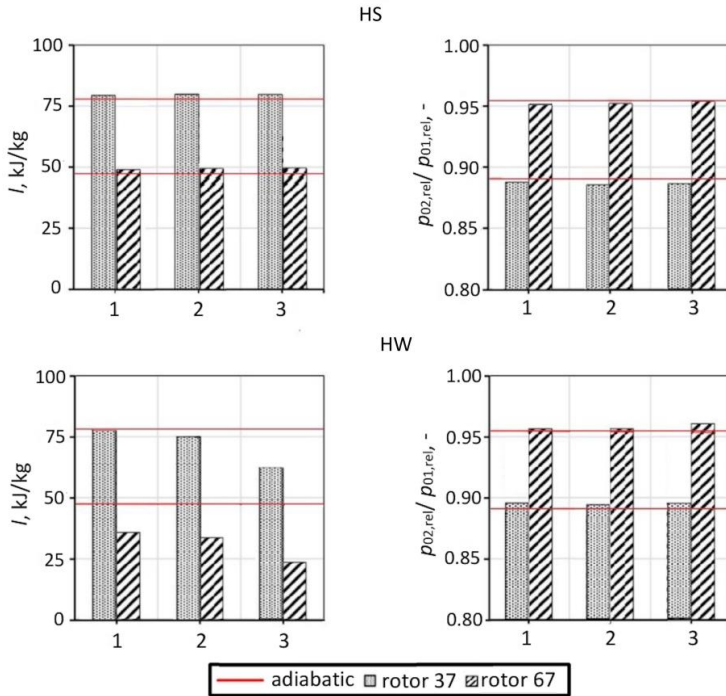 HS
100
75
50
25
0
l, kJ/kg
1 2 3
1.00
0.95
0.90
0.85
0.80
p02,rel/ p01,rel, -
1 2 3
HW
100
75
50
25
0
l, kJ/kg
1 2 3
1.00
0.95
0.90
0.85
0.80
p02,rel/ p01,rel, -
1 2 3
adiabatic rotor 37 rotor 67